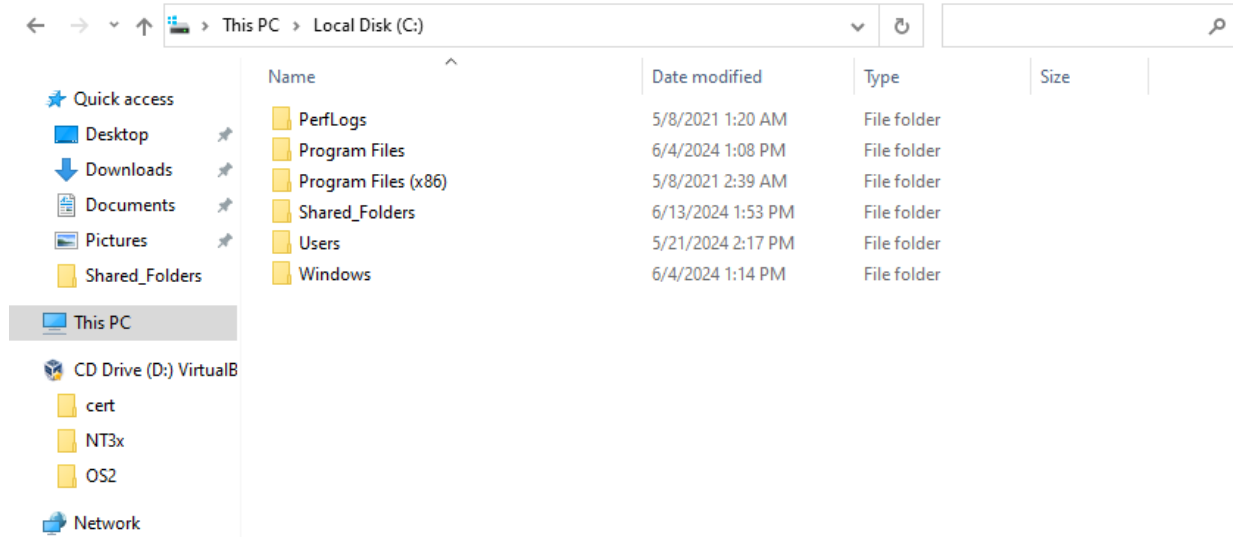 This PC > Local Disk (C:)
Name Date modified Type Size
Quick access
Desktop
Downloads
Documents
Pictures
Shared_Folders
This PC
CD Drive (D:) VirtualB
cert
NT3x
OS2
Network
PerfLogs 5/8/2021 1:20 AM File folder
Program Files 6/4/2024 1:08 PM File folder
Program Files (x86) 5/8/2021 2:39 AM File folder
Shared_Folders 6/13/2024 1:53 PM File folder
Users 5/21/2024 2:17 PM File folder
Windows 6/4/2024 1:14 PM File folder